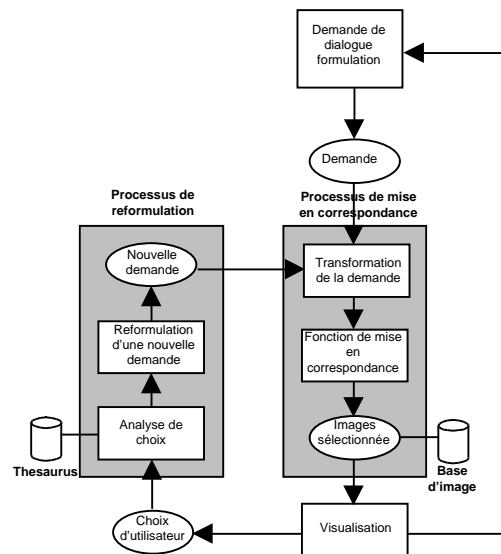 Demande de
dialogue
formulation
Demande
Processus de
reformulation
Processus de mise
en correspondance
Nouvelle
demande
Transformation
de la demande
Reformulation
d'une nouvelle
demande
Fonction de mise
en
correspondance
Analyse de
choix
Images
sélectionnée
Thesaurus
Base
d'image
Choix
d'utilisateur
Visualisation